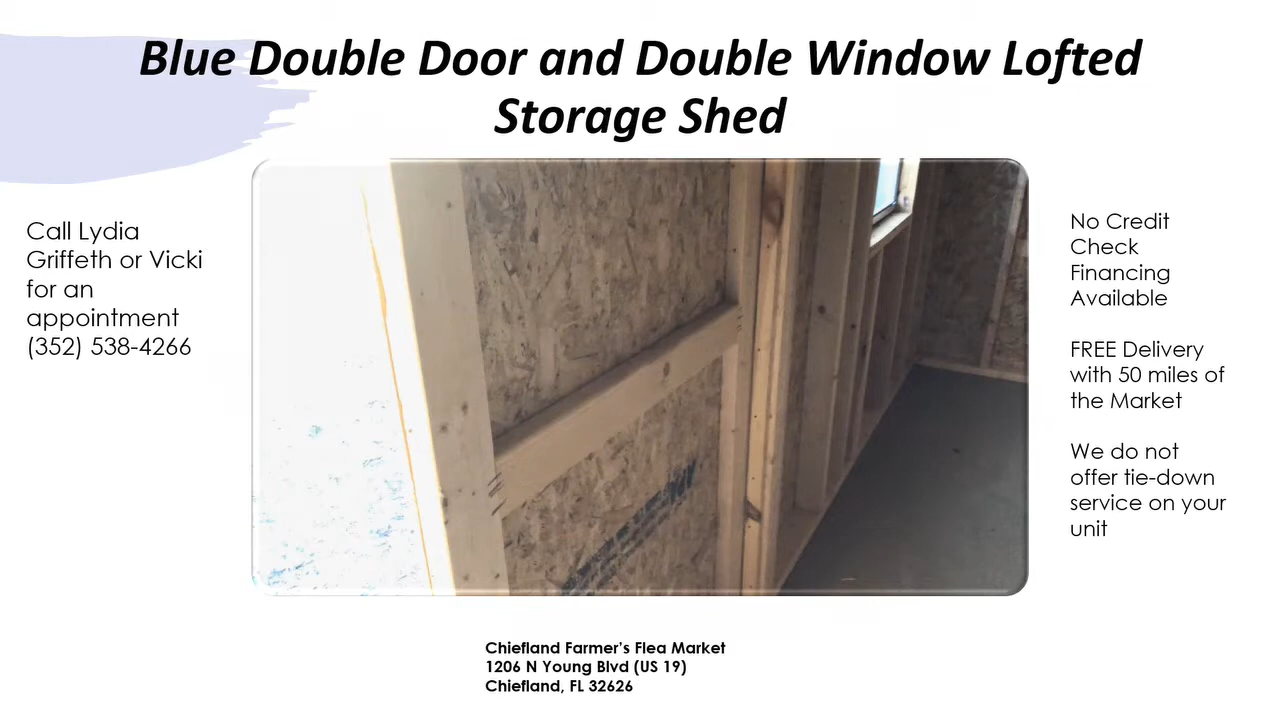 Blue Double Door and Double Window Lofted
Storage Shed
Call Lydia
Griffeth or Vicki
for an
appointment
(352) 538-4266
No Credit
Check
Financing
Available
FREE Delivery
with 50 miles of
the Market
We do not
offer tie-down
service on your
unit
Chiefland Farmer's Flea Market
1206 N Young Blvd (US 19)
Chiefland, FL 32626